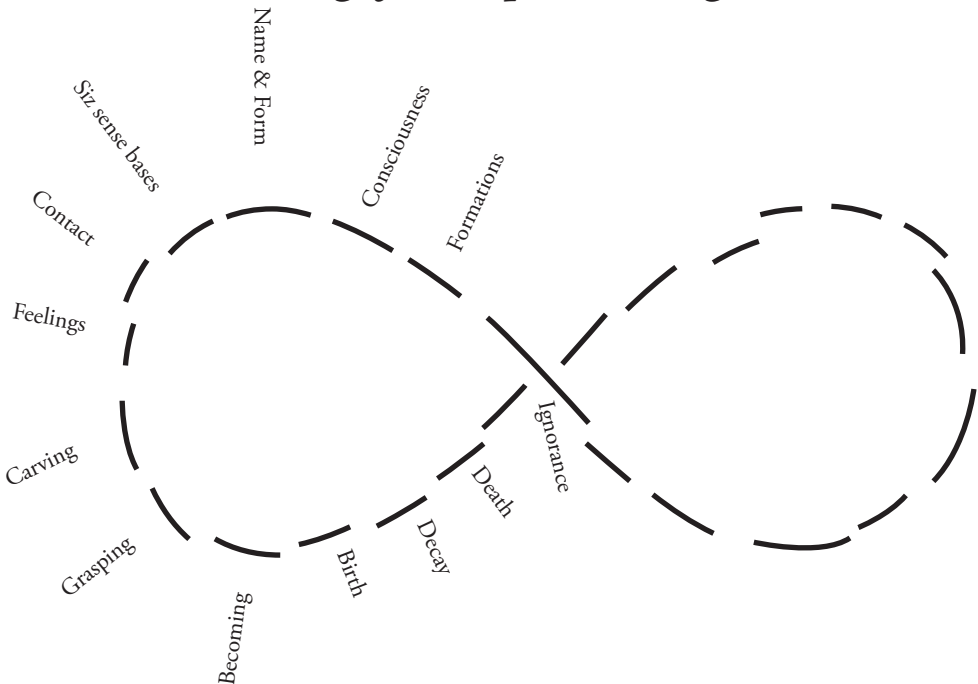 Name & Form
Siz sense bases
Consciousness
Formations
Contact
Feelings
Carving
Grasping
Becoming
Birth
Decay
Death
Ignorance